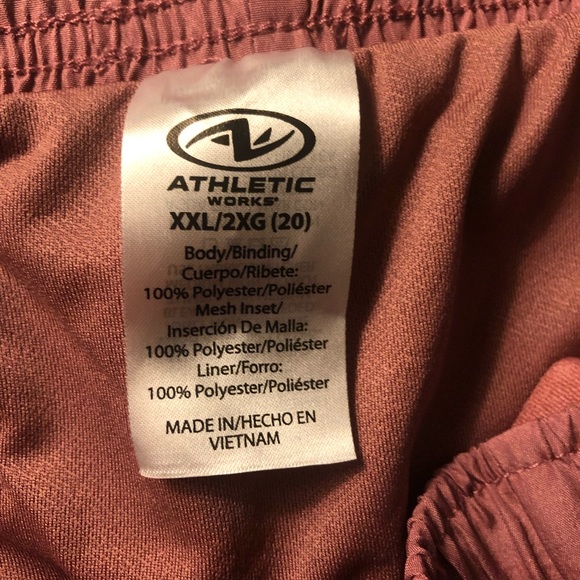 ATHLETIC
WORKS®
XXL/2XG (20)
Body/Binding/
Cuerpo/Ribete:
100% Polyester/Poliéster
Mesh Inset/
Inserción De Malla:
100% Polyester/Poliéster
Liner/Forro:
100% Polyester/Poliéster
MADE IN/HECHO EN
VIETNAM